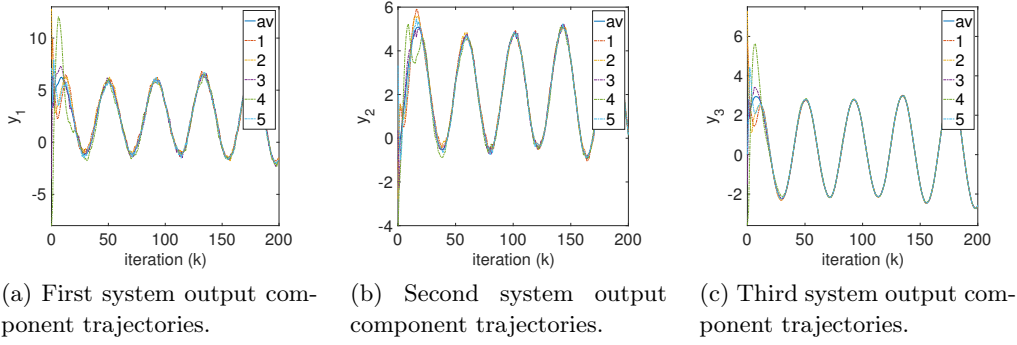 10
5
0
-5
y1
0 50 100 150 200
iteration (k)
av
1
2
3
4
5
6
4
2
0
-2
-4
y2
0 50 100 150 200
iteration (k)
av
1
2
3
4
5
6
4
2
0
-2
y3
0 50 100 150 200
iteration (k)
av
1
2
3
4
5
(a) First system output com-
ponent trajectories.
(b) Second system output
component trajectories.
(c) Third system output com-
ponent trajectories.